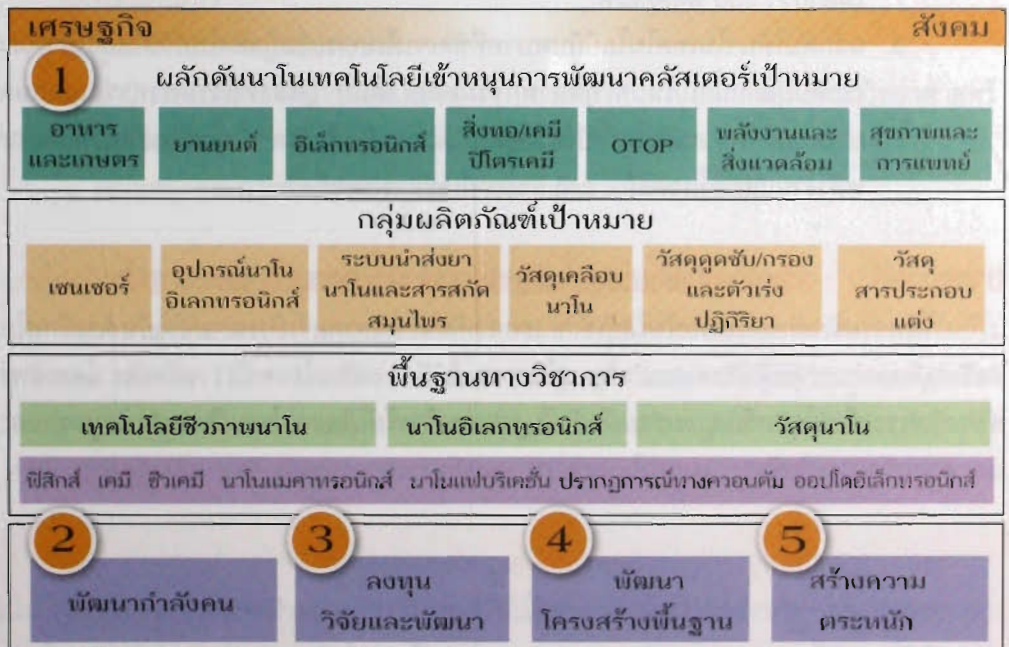 เศรษฐกิจ สังคม
1
ผลักดันนาโนเทคโนโลยีเข้าหนุนการพัฒนาคลัสเตอร์เป้าหมาย
อาหาร
และเกษตร
ยานยนต์
อิเล็กทรอนิกส์
สิ่งทอ/เคมี
ปิโตรเคมี
OTOP
พลังงานและ
สิ่งแวดล้อม
สุขภาพและ
การแพทย์
กลุ่มผลิตภัณฑ์เป้าหมาย
เซนเซอร์
อุปกรณ์นาโน
อิเลกทรอนิกส์
ระบบนำส่งยา
นาโนและสารสกัด
สมุนไพร
วัสดุเคลือบ
นาโน
วัสดุดูดซับ/กรอง
และตัวเร่ง
ปฏิกิริยา
วัสดุ
สารประกอบ
แต่ง
พื้นฐานทางวิชาการ
เทคโนโลยีชีวภาพนาโน นาโนอิเลกทรอนิกส์ วัสดุนาโน
ฟิสิกส์ เคมี ชีวเคมี นาโนแมคาทรอนิกส์ นาโนแฟบริเคชั่น ปรากฏการณ์ทางควอนตัม ออปโตอิเล็กทรอนิกส์
2
พัฒนากำลังคน
3
ลงทุน
วิจัยและพัฒนา
4
พัฒนา
โครงสร้างพื้นฐาน
5
สร้างความ
ตระหนัก